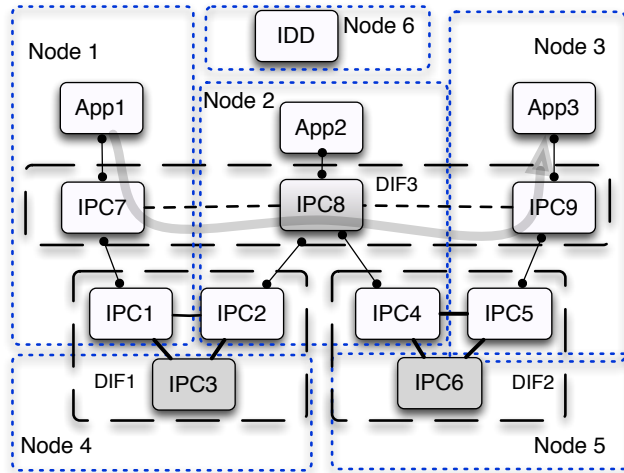 Node 1
IDD
Node 6
Node 3
App1
Node 2
App2
App3
DIF3
IPC7
IPC8
IPC9
IPC1
IPC2
IPC4
IPC5
DIF1
IPC3
IPC6
DIF2
Node 4
Node 5